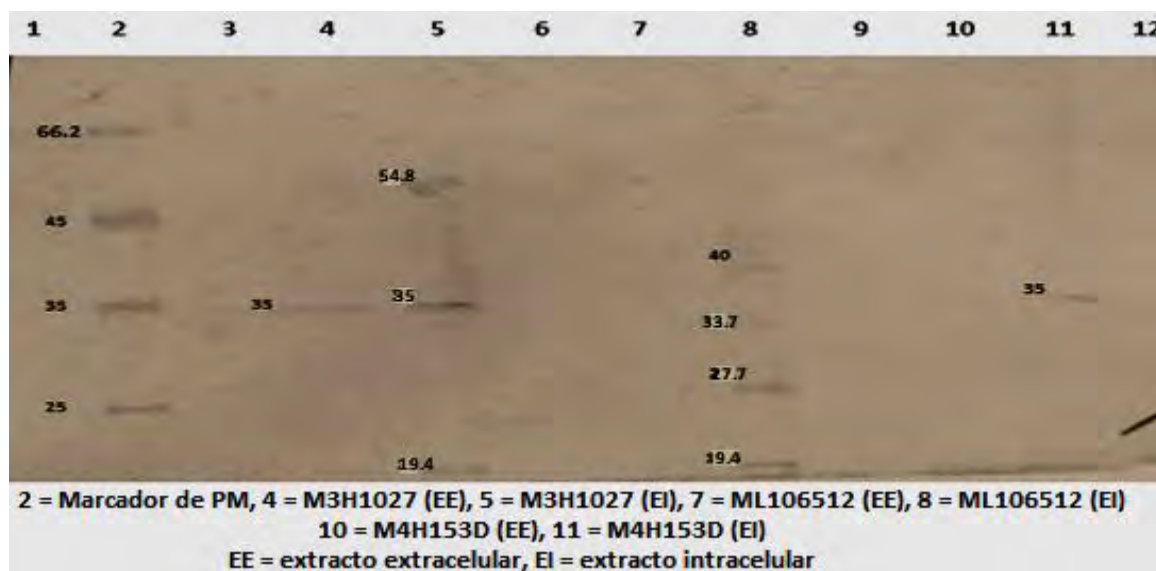 1 2 3 4 5 6 7 8 9 10 11 12
66.2
54.8
45
40
35 35 35 35
33.7
27.7
25
19.4 19.4
2 = Marcador de PM, 4 = M3H1027 (EE), 5 = M3H1027 (EI), 7 = ML106512 (EE), 8 = ML106512 (EI)
10 = M4H153D (EE), 11 = M4H153D (EI)
EE = extracto extracelular, EI = extracto intracelular